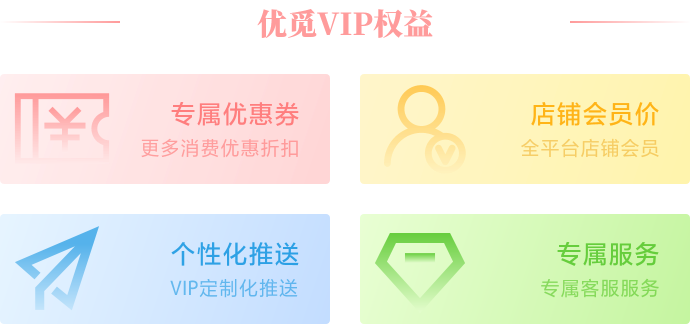 优觅VIP权益
专属优惠券
更多消费优惠折扣
店铺会员价
全平台店铺会员
个性化推送
VIP定制化推送
专属服务
专属客服服务